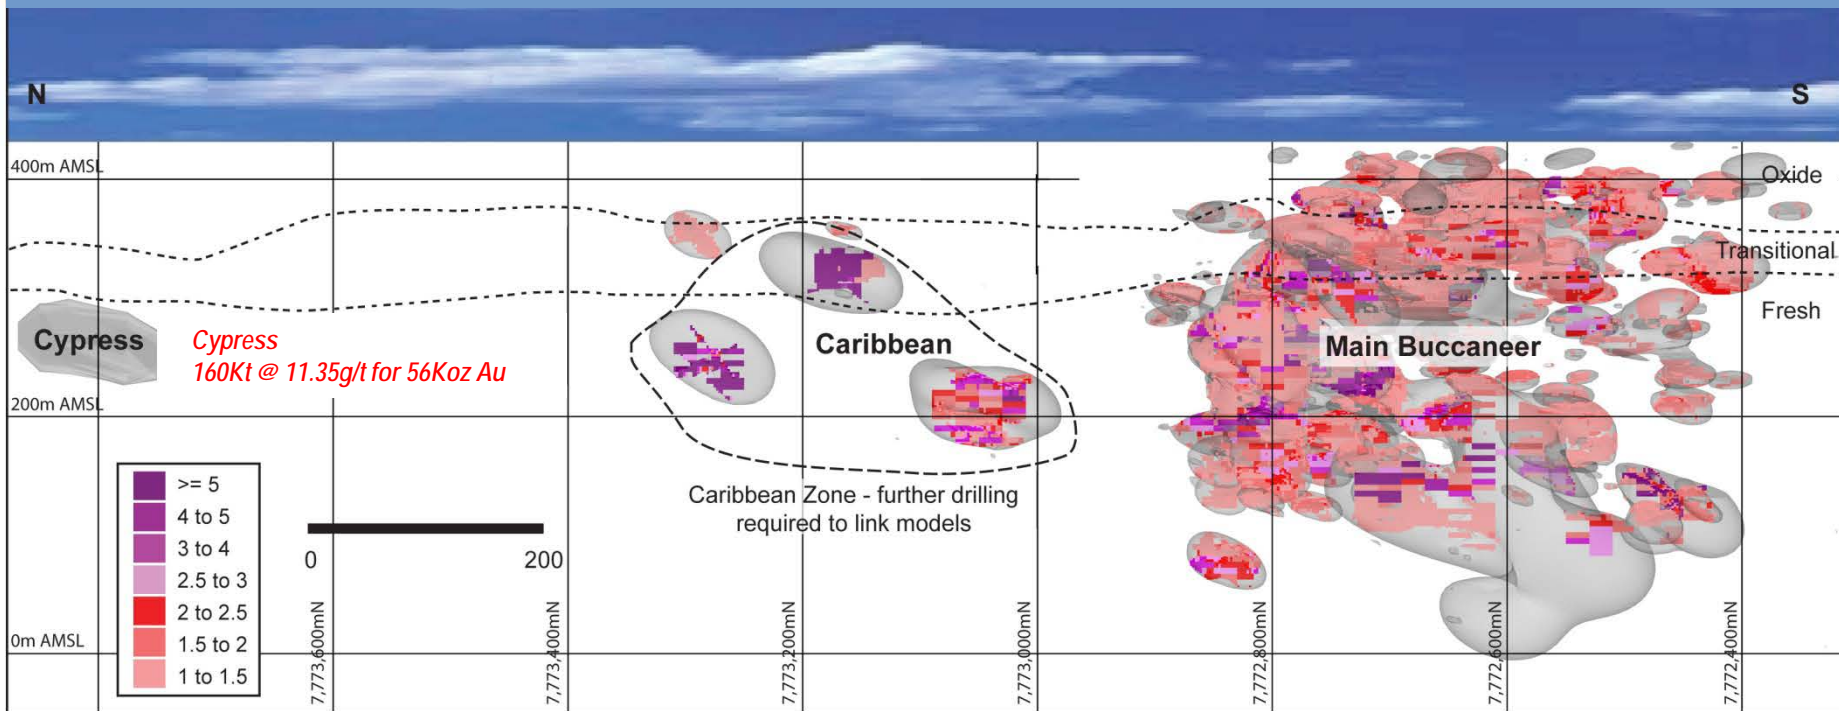 N
S
400m AMSL
Oxide
Transitional
Fresh
Cypress
Cypress
160Kt @ 11.35g/t for 56Koz Au
Caribbean
Main Buccaneer
200m AMSL
Caribbean Zone - further drilling
required to link models
>= 5
4 to 5
3 to 4
2.5 to 3
2 to 2.5
1.5 to 2
1 to 1.5
0
200
0m AMSL
7,773,600mN
7,773,400mN
7,773,200mN
7,773,000mN
7,772,800mN
7,772,600mN
7,772,400mN